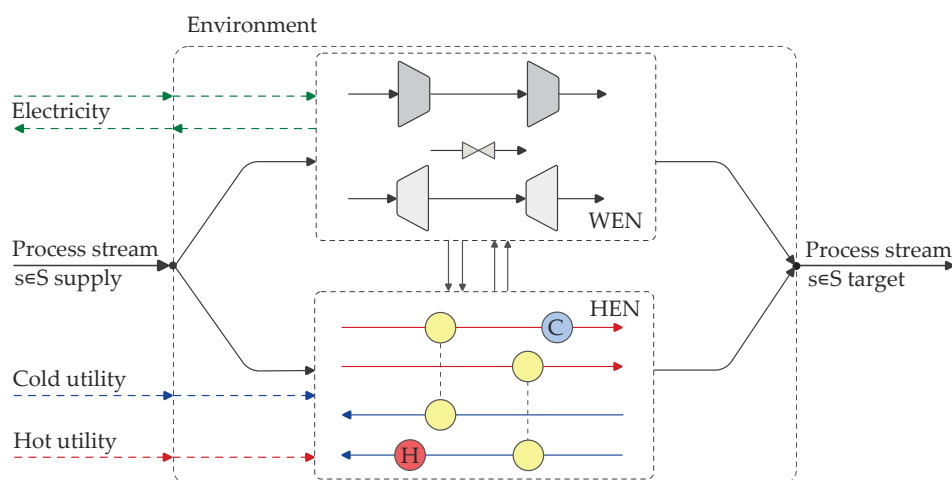 Environment
Electricity
WEN
Process stream
s∈S supply
Process stream
s∈S target
HEN
C
Cold utility
Hot utility
H